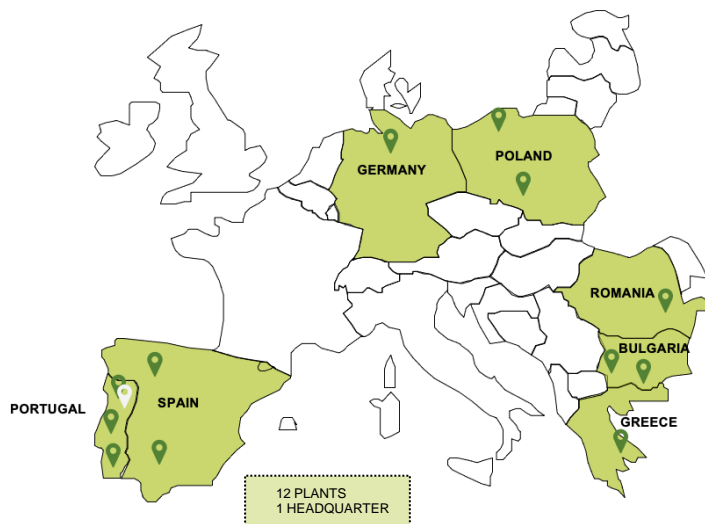 GERMANY
POLAND
ROMANIA
BULGARIA
PORTUGAL
SPAIN
GREECE
12 PLANTS
1 HEADQUARTER